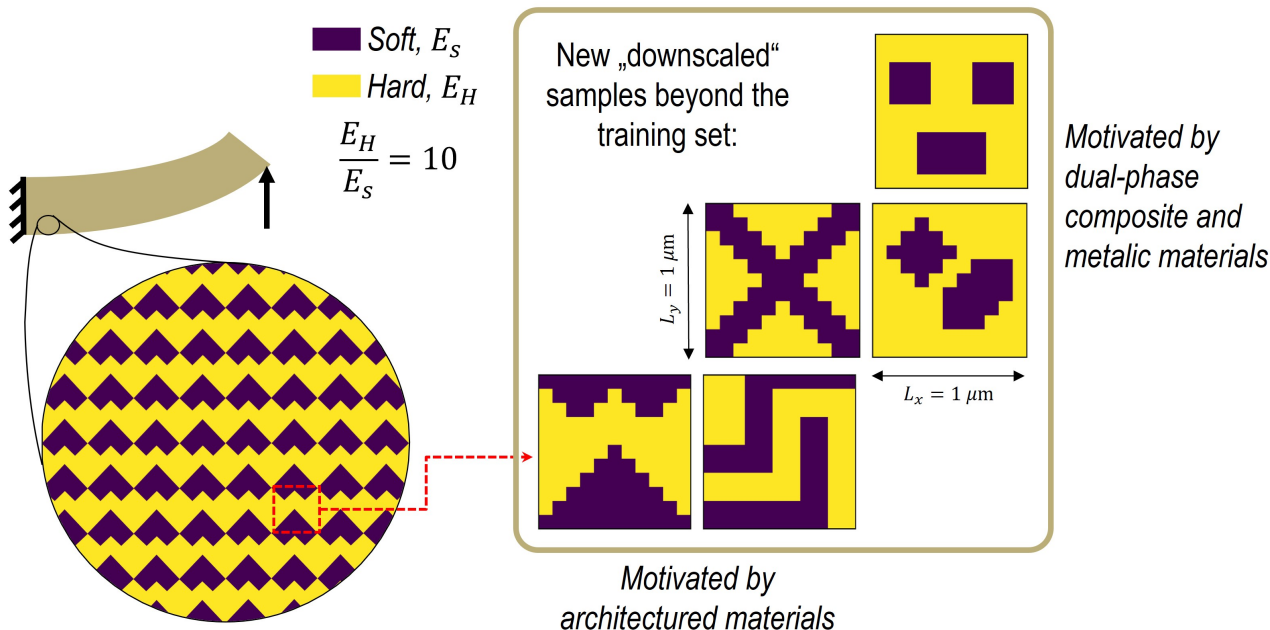 Soft, E_s
Hard, E_H
E_H
E_s
= 10
New „downscaled“
samples beyond the
training set:
Motivated by
dual-phase
composite and
metalic materials
L_y = 1 μm
L_x = 1 μm
Motivated by
architectured materials